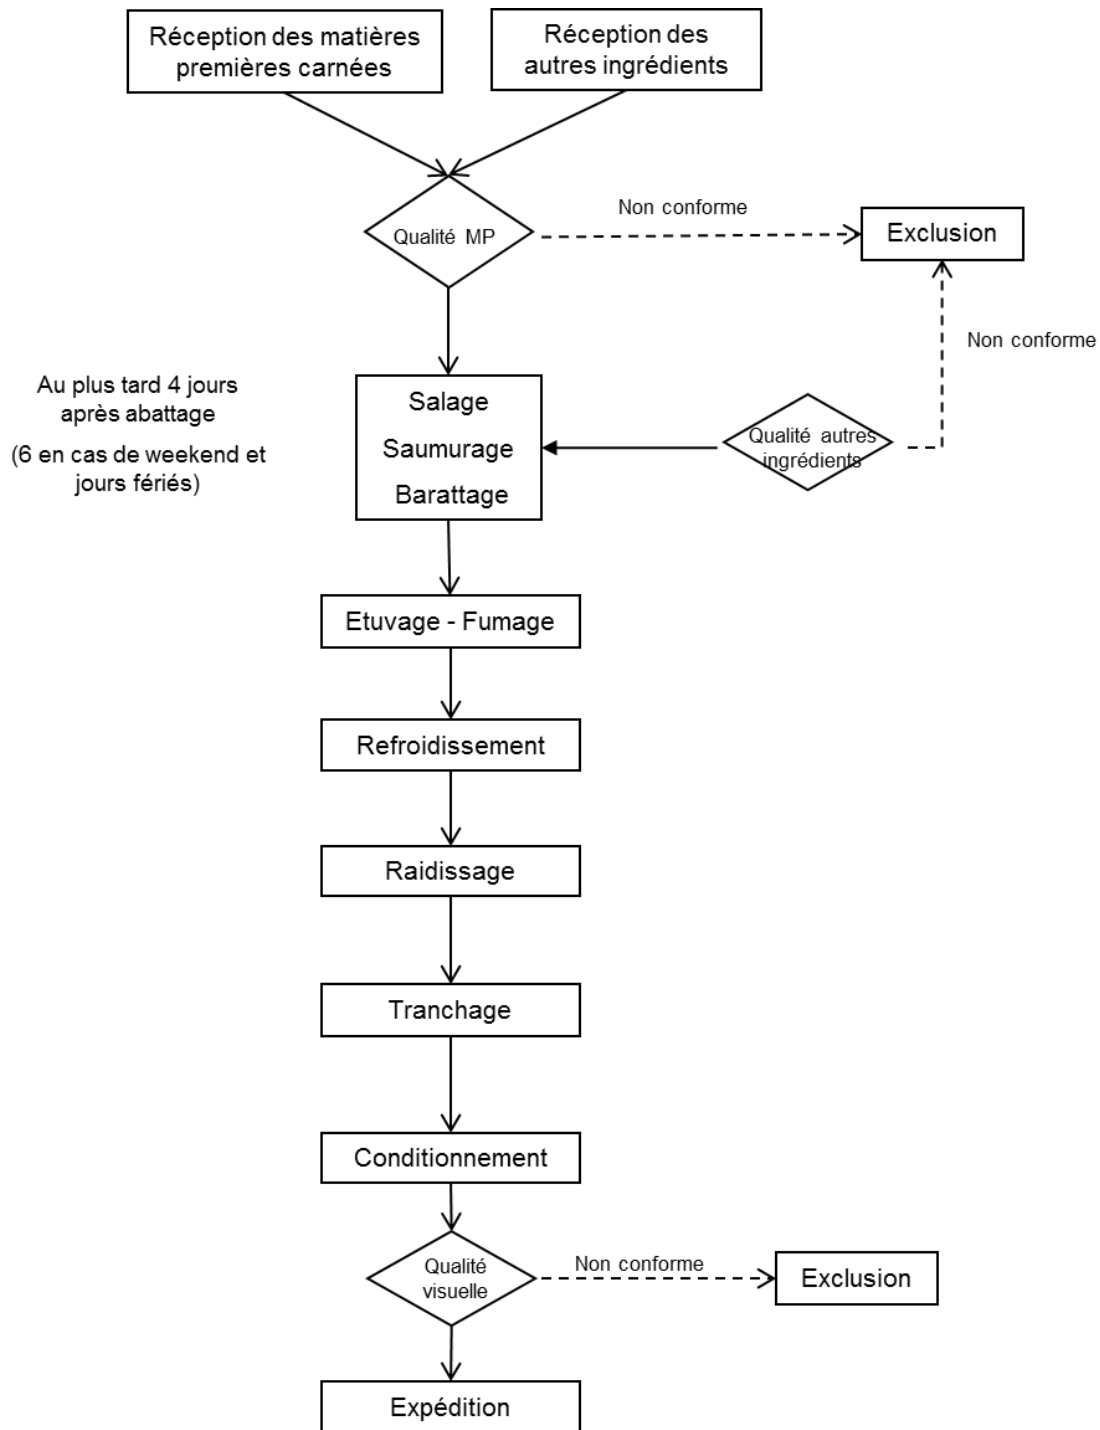 Réception des matières
premières carnées
Réception des
autres ingrédients
Qualité MP
Non conforme
Exclusion
Non conforme
Au plus tard 4 jours
après abattage
(6 en cas de weekend et
jours fériés)
Salage
Saumurage
Barattage
Qualité autres
ingrédients
Etuvage - Fumage
Refroidissement
Raidissage
Tranchage
Conditionnement
Qualité
visuelle
Non conforme
Exclusion
Expédition